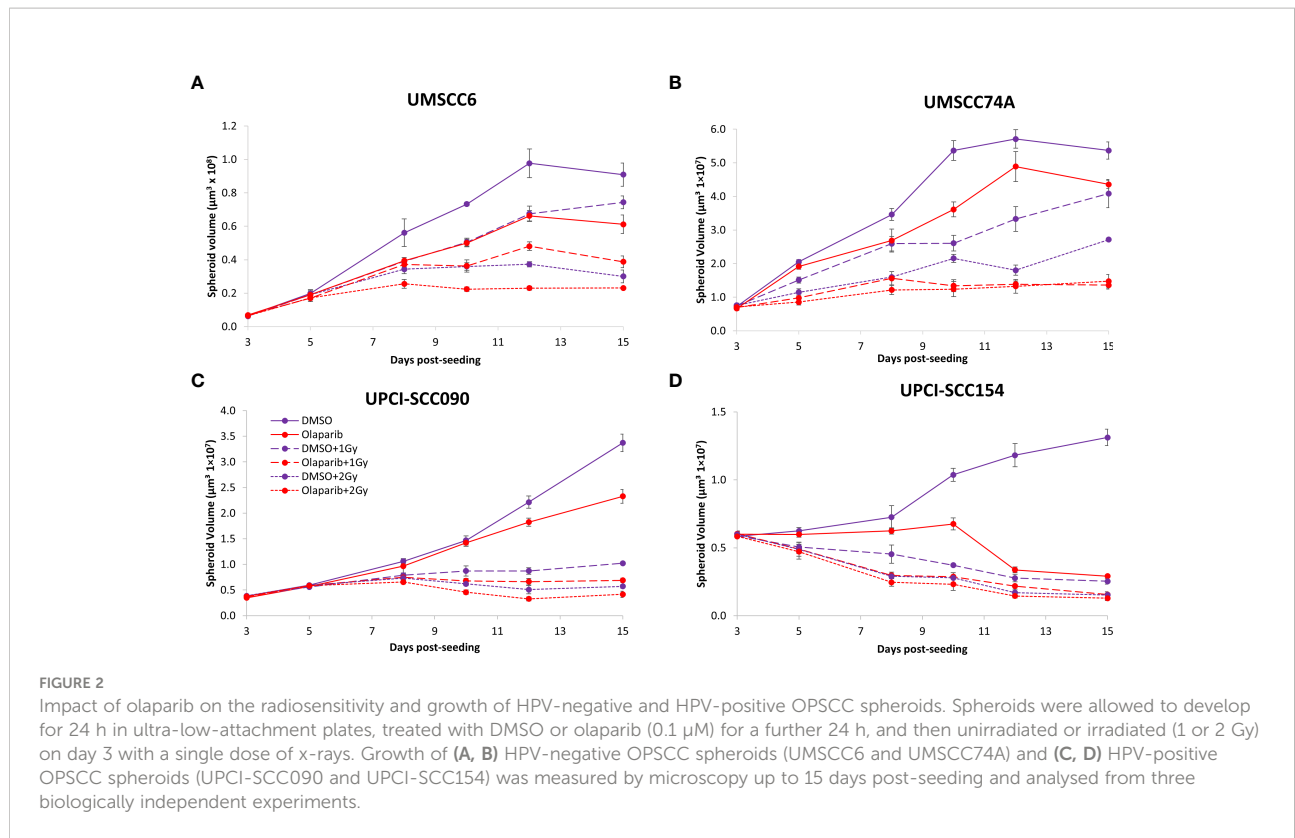 A
UMSCC6
1.2
1.0
0.8
0.6
0.4
0.2
0.0
Spheroid volume (µm³ x 10⁸)
3 5 7 9 11 13 15
Days post-seeding
B
UMSCC74A
6.0
5.0
4.0
3.0
2.0
1.0
0.0
Spheroid Volume (µm³ 1×10⁷)
3 5 7 9 11 13 15
Days post-seeding
C
UPCI-SCC090
4.0
3.5
3.0
2.5
2.0
1.5
1.0
0.5
0.0
Spheroid Volume (µm³ 1×10⁷)
DMSO
Olaparib
DMSO+1Gy
Olaparib+1Gy
DMSO+2Gy
Olaparib+2Gy
3 5 7 9 11 13 15
Days post-seeding
D
UPCI-SCC154
1.5
1.0
0.5
0.0
Spheroid Volume (µm³ 1×10⁷)
3 5 7 9 11 13 15
Days post-seeding
FIGURE 2
Impact of olaparib on the radiosensitivity and growth of HPV-negative and HPV-positive OPSCC spheroids. Spheroids were allowed to develop
for 24 h in ultra-low-attachment plates, treated with DMSO or olaparib (0.1 µM) for a further 24 h, and then unirradiated or irradiated (1 or 2 Gy)
on day 3 with a single dose of x-rays. Growth of (A, B) HPV-negative OPSCC spheroids (UMSCC6 and UMSCC74A) and (C, D) HPV-positive
OPSCC spheroids (UPCI-SCC090 and UPCI-SCC154) was measured by microscopy up to 15 days post-seeding and analysed from three
biologically independent experiments.